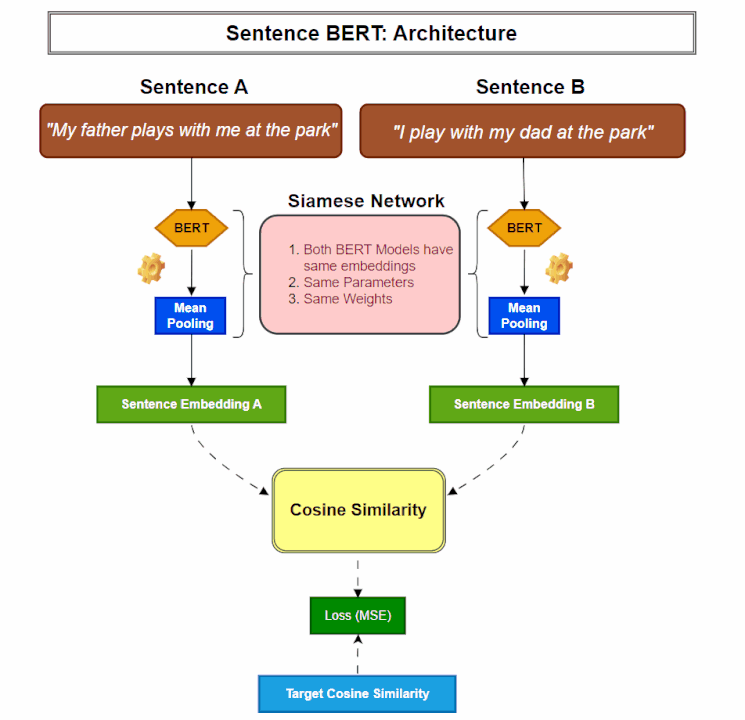 Sentence BERT: Architecture
Sentence A
Sentence B
"My father plays with me at the park"
"I play with my dad at the park"
Siamese Network
BERT
BERT
1. Both BERT Models have
same embeddings
2. Same Parameters
3. Same Weights
Mean
Pooling
Mean
Pooling
Sentence Embedding A
Sentence Embedding B
Cosine Similarity
Loss (MSE)
Target Cosine Similarity